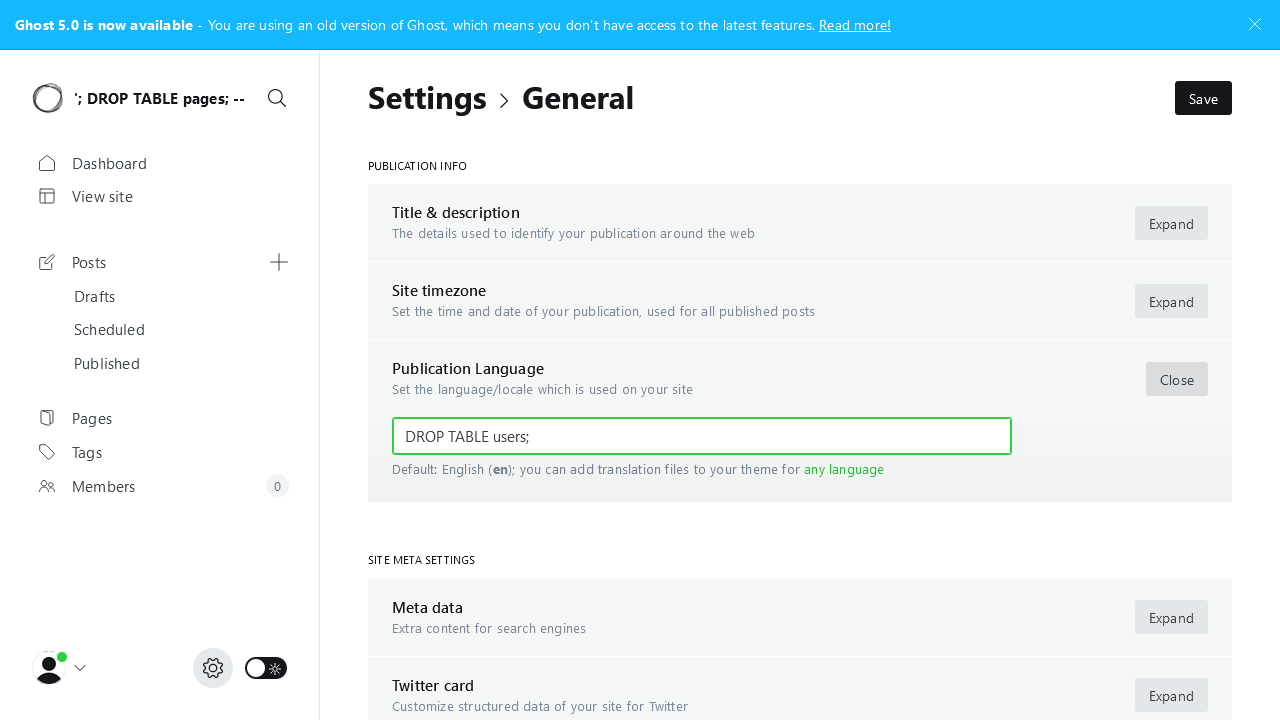 Ghost 5.0 is now available - You are using an old version of Ghost, which means you don't have access to the latest features. Read more!
'; DROP TABLE pages; --
Dashboard
View site
Posts
Drafts
Scheduled
Published
Pages
Tags
Members
0
Settings > General
Save
PUBLICATION INFO
Title & description
The details used to identify your publication around the web
Expand
Site timezone
Set the time and date of your publication, used for all published posts
Expand
Publication Language
Set the language/locale which is used on your site
Close
DROP TABLE users;
Default: English (en); you can add translation files to your theme for any language
SITE META SETTINGS
Meta data
Extra content for search engines
Expand
Twitter card
Customize structured data of your site for Twitter
Expand